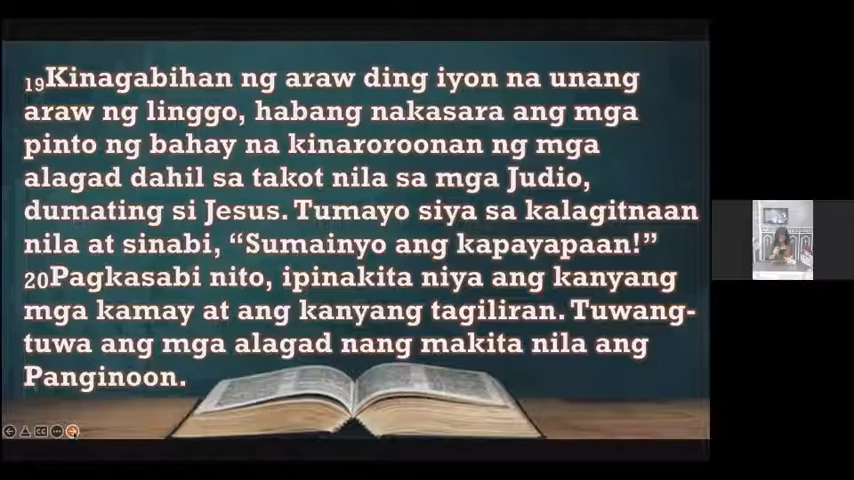 19Kinagabihan ng araw ding iyon na unang
araw ng linggo, habang nakasara ang mga
pinto ng bahay na kinaroroonan ng mga
alagad dahil sa takot nila sa mga Judio,
dumating si Jesus. Tumayo siya sa kalagitnaan
nila at sinabi, “Sumainyo ang kapayapaan!”
20Pagkasabi nito, ipinakita niya ang kanyang
mga kamay at ang kanyang tagiliran. Tuwang-
tuwa ang mga alagad nang makita nila ang
Panginoon.